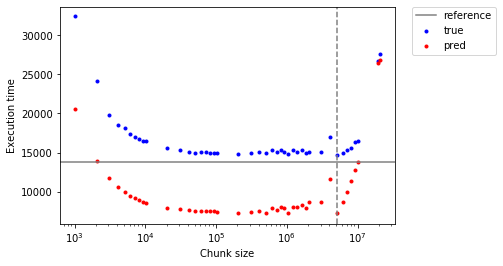 reference
true
pred
30000
25000
20000
15000
10000
Execution time
10³
10⁴
10⁵
10⁶
10⁷
Chunk size